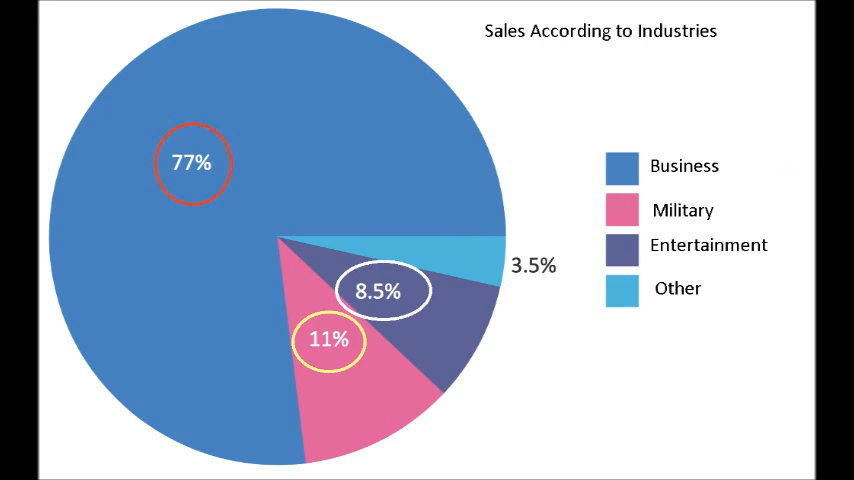 Sales According to Industries
77%
Business
Military
Entertainment
3.5%
Other
8.5%
11%